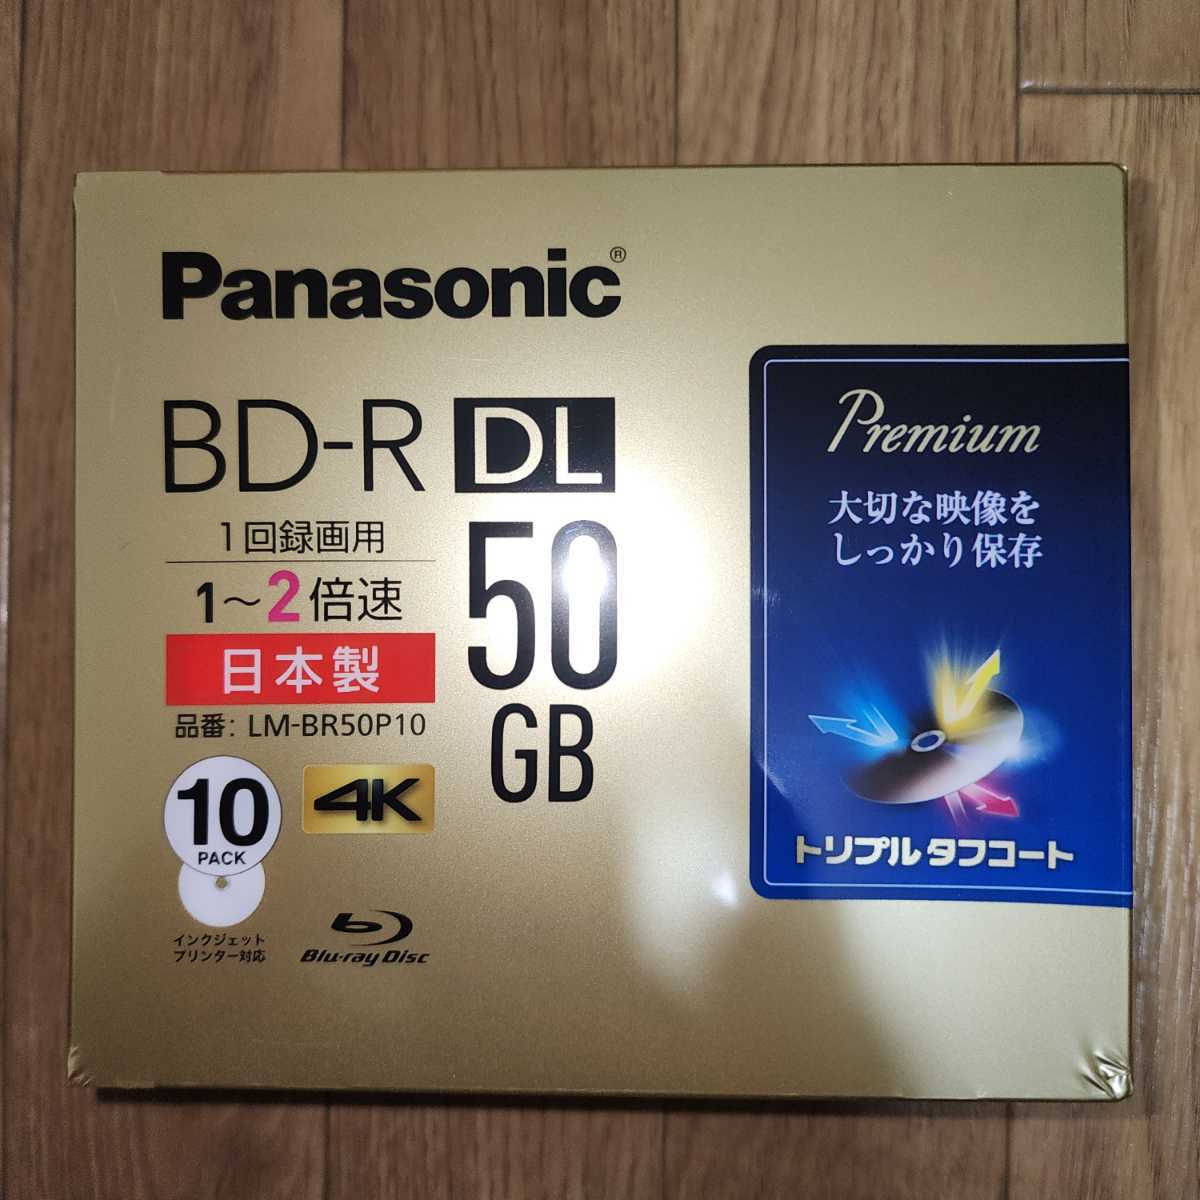 Panasonic®
BD-R DL
1回録画用
1～2倍速
日本製
品番: LM-BR50P10
50
GB
10
PACK
4K
インクジェット
プリンター対応
Blu-ray Disc
Premium
大切な映像を
しっかり保存
トリプル タフコート